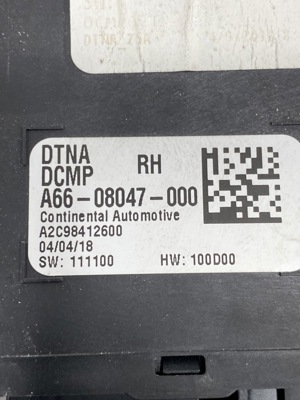 DTNA
DCMP RH
A66-08047-000
Continental Automotive
A2C98412600
04/04/18
SW: 111100 HW: 100D00